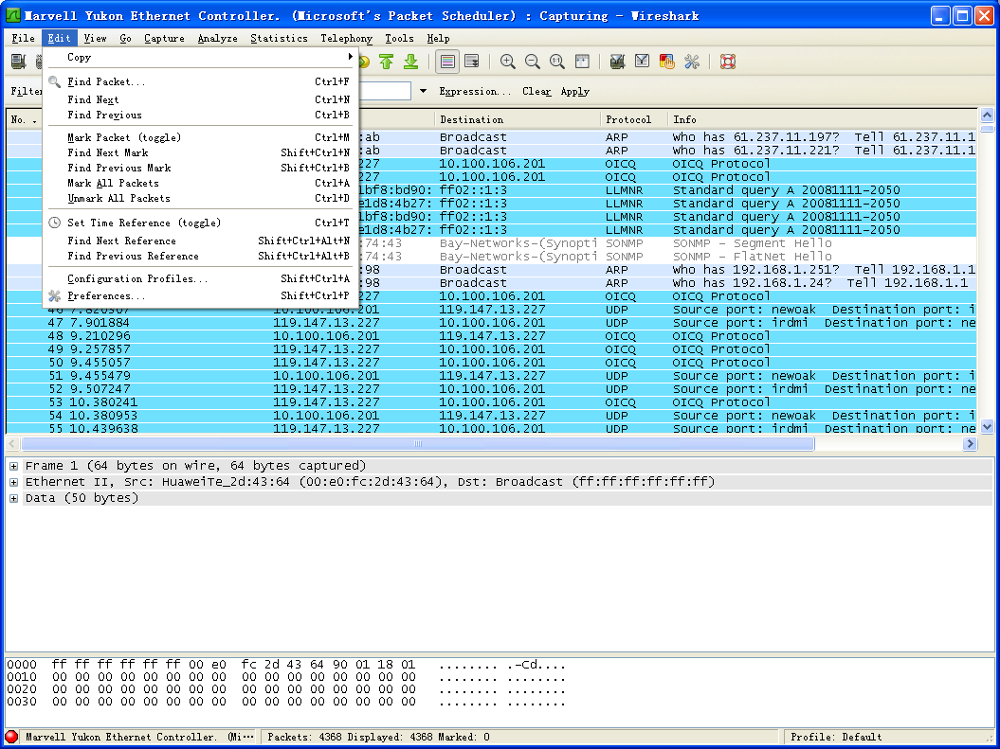 Marvell Yukon Ethernet Controller. (Microsoft's Packet Scheduler) : Capturing - Wireshark
File Edit View Go Capture Analyze Statistics Telephony Tools Help
Copy
Find Packet... Ctrl+F
Find Next Ctrl+N
Find Previous Ctrl+B
Mark Packet (toggle) Ctrl+M
Find Next Mark Shift+Ctrl+N
Find Previous Mark Shift+Ctrl+B
Mark All Packets Ctrl+A
Unmark All Packets Ctrl+D
Set Time Reference (toggle) Ctrl+T
Find Next Reference Shift+Ctrl+Alt+N
Find Previous Reference Shift+Ctrl+Alt+B
Configuration Profiles... Shift+Ctrl+A
Preferences... Shift+Ctrl+P
Filter Expression... Clear Apply
No. . Destination Protocol Info
:ab Broadcast ARP Who has 61.237.11.197? Tell 61.237.11.1
:ab Broadcast ARP Who has 61.237.11.221? Tell 61.237.11.1
227 10.100.106.201 OICQ OICQ Protocol
227 10.100.106.201 OICQ OICQ Protocol
lbf8:bd90: ff02::1:3 LLMNR Standard query A 20081111-2050
e1d8:4b27: ff02::1:3 LLMNR Standard query A 20081111-2050
lbf8:bd90: ff02::1:3 LLMNR Standard query A 20081111-2050
e1d8:4b27: ff02::1:3 LLMNR Standard query A 20081111-2050
:74:43 Bay-Networks-(Synopti SONMP SONMP - Segment Hello
:74:43 Bay-Networks-(Synopti SONMP SONMP - FlatNet Hello
:98 Broadcast ARP Who has 192.168.1.251? Tell 192.168.1.1
:98 Broadcast ARP Who has 192.168.1.24? Tell 192.168.1.1
227 10.100.106.201 OICQ OICQ Protocol
46 7.820507 10.100.106.201 119.147.13.227 UDP Source port: newoak Destination port: i
47 7.901884 119.147.13.227 10.100.106.201 UDP Source port: irdmi Destination port: ne
48 9.210296 10.100.106.201 119.147.13.227 OICQ OICQ Protocol
49 9.257857 119.147.13.227 10.100.106.201 OICQ OICQ Protocol
50 9.455057 119.147.13.227 10.100.106.201 OICQ OICQ Protocol
51 9.455479 10.100.106.201 119.147.13.227 UDP Source port: newoak Destination port: i
52 9.507247 119.147.13.227 10.100.106.201 UDP Source port: irdmi Destination port: ne
53 10.380241 119.147.13.227 10.100.106.201 OICQ OICQ Protocol
54 10.380953 10.100.106.201 119.147.13.227 UDP Source port: newoak Destination port: i
55 10.439638 119.147.13.227 10.100.106.201 UDP Source port: irdmi Destination port: ne
Frame 1 (64 bytes on wire, 64 bytes captured)
Ethernet II, Src: HuaweiTe_2d:43:64 (00:e0:fc:2d:43:64), Dst: Broadcast (ff:ff:ff:ff:ff:ff)
Data (50 bytes)
0000 ff ff ff ff ff ff 00 e0 fc 2d 43 64 90 01 18 01 ........ .-Cd....
0010 00 00 00 00 00 00 00 00 00 00 00 00 00 00 00 00 ........ ........
0020 00 00 00 00 00 00 00 00 00 00 00 00 00 00 00 00 ........ ........
0030 00 00 00 00 00 00 00 00 00 00 00 00 00 00 00 00 ........ ........
Marvell Yukon Ethernet Controller. (Mi... Packets: 4368 Displayed: 4368 Marked: 0 Profile: Default